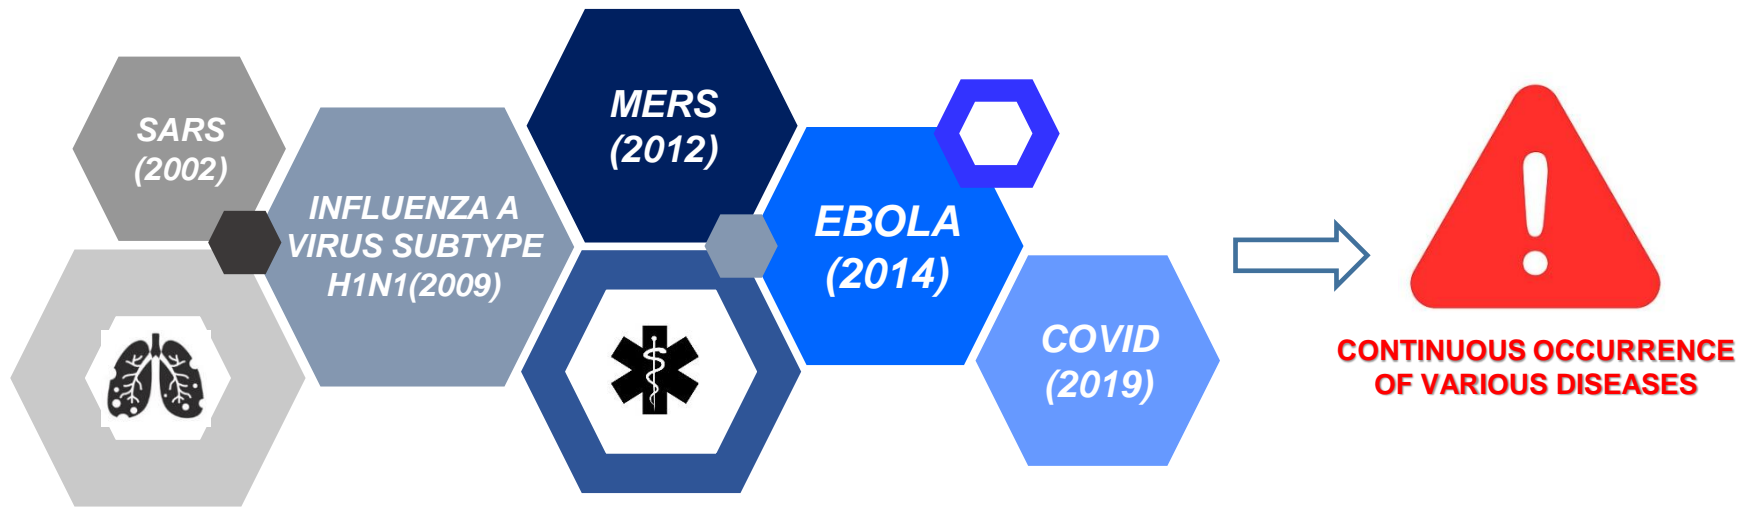 SARS
(2002)
INFLUENZA A
VIRUS SUBTYPE
H1N1(2009)
MERS
(2012)
EBOLA
(2014)
COVID
(2019)
CONTINUOUS OCCURRENCE
OF VARIOUS DISEASES